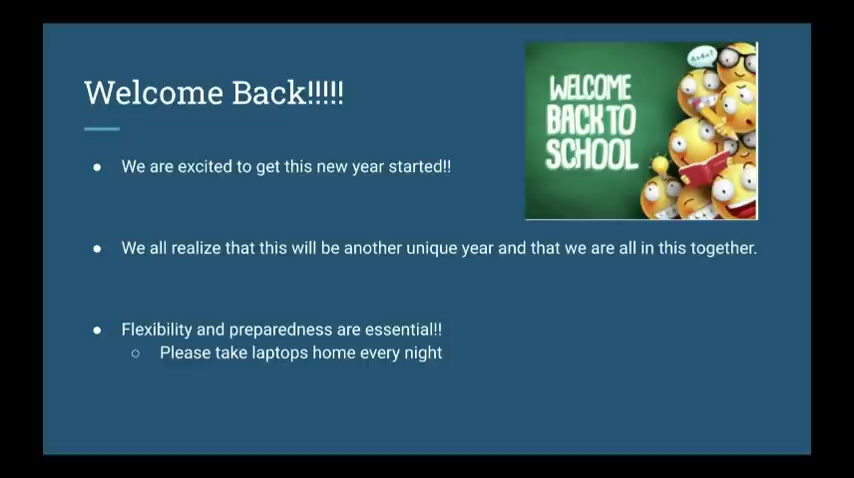 Welcome Back!!!!!
WELCOME
BACK TO
SCHOOL
We are excited to get this new year started!!
We all realize that this will be another unique year and that we are all in this together.
Flexibility and preparedness are essential!!
Please take laptops home every night